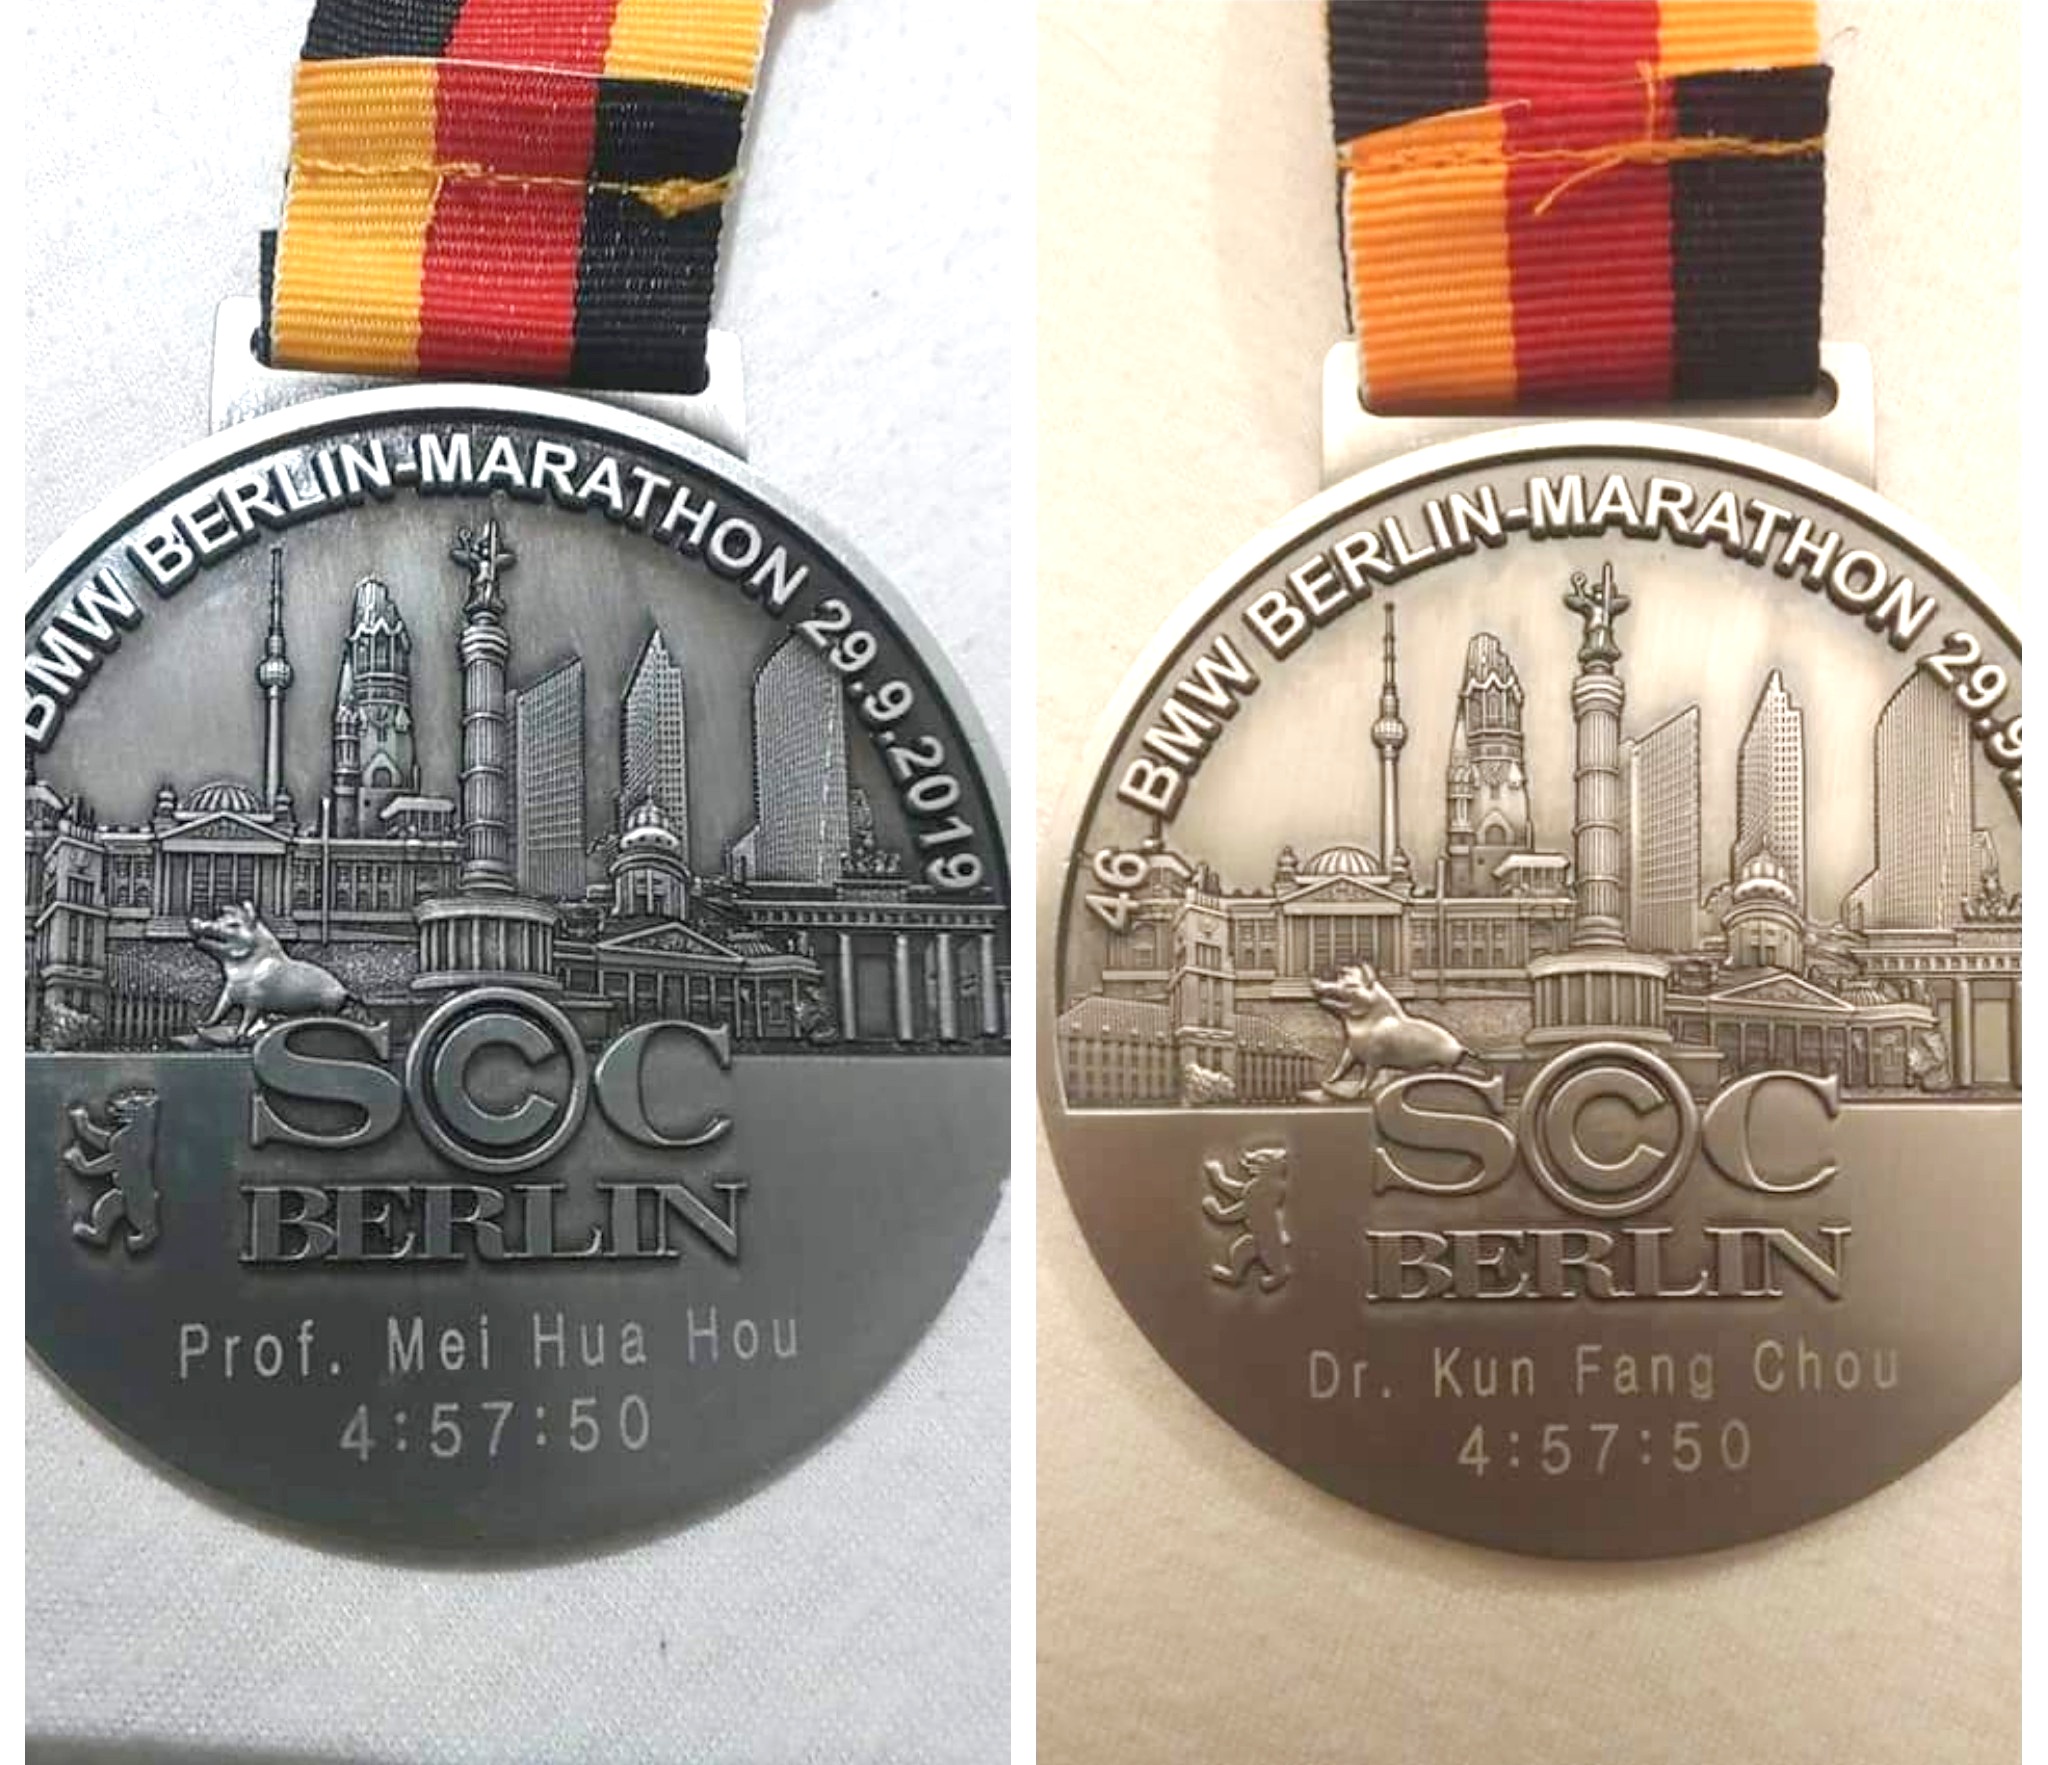 BMW BERLIN-MARATHON 29.9.2019
SCC
BERLIN
Prof. Mei Hua Hou
4:57:50
46. BMW BERLIN-MARATHON 29.9.
SCC
BERLIN
Dr. Kun Fang Chou
4:57:50